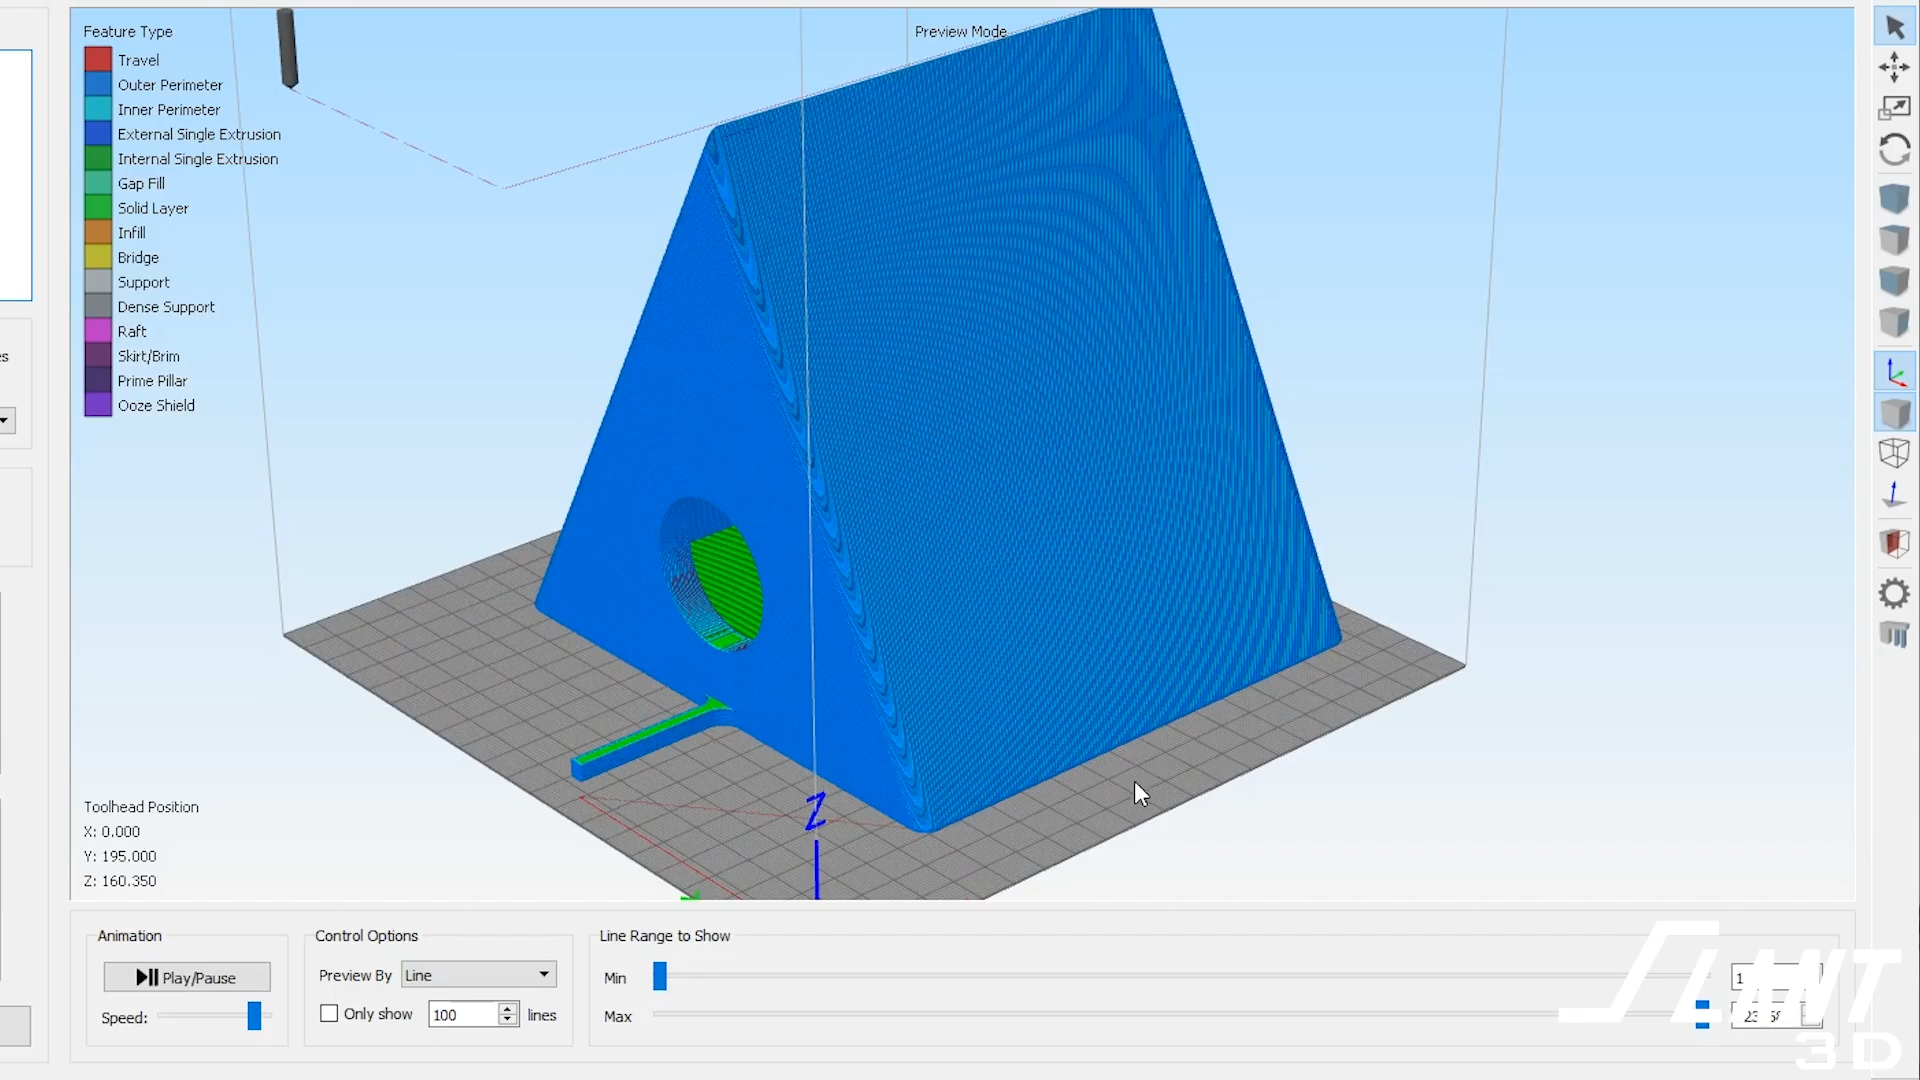 Feature Type
Travel
Outer Perimeter
Inner Perimeter
External Single Extrusion
Internal Single Extrusion
Gap Fill
Solid Layer
Infill
Bridge
Support
Dense Support
Raft
Skirt/Brim
Prime Pillar
Ooze Shield
Preview Mode
Toolhead Position
X: 0.000
Y: 195.000
Z: 160.350
Z
Animation
Play/Pause
Speed:
Control Options
Preview By Line
Only show 100 lines
Line Range to Show
Min 1
Max
SLANT
3D